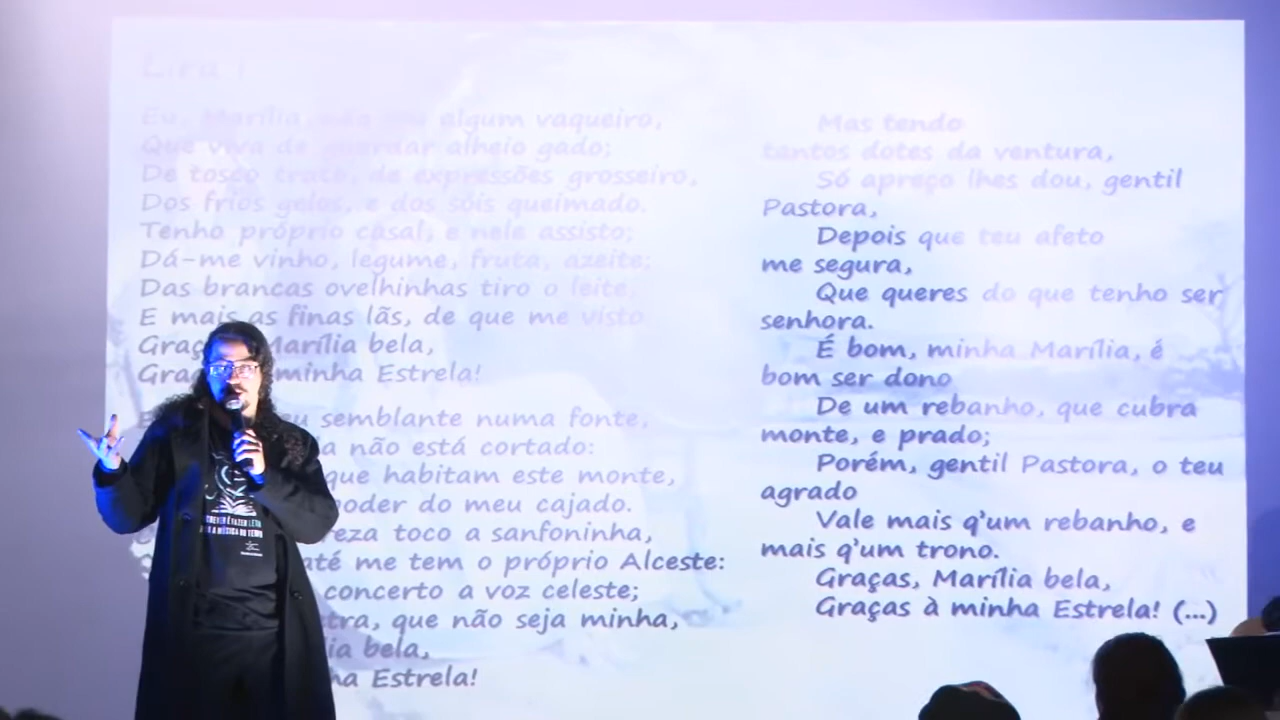 Lira I
Eu, Marília, não sou algum vaqueiro,
Que viva de guardar alheio gado;
De tosco trato, de expressões grosseiro,
Dos frios gelos, e dos sóis queimado.
Tenho próprio casal, e nele assisto;
Dá-me vinho, legume, fruta, azeite;
Das brancas ovelhinhas tiro o leite,
E mais as finas lãs, de que me visto.
Marília bela,
minha Estrela!
semblante numa fonte,
não está cortado:
que habitam este monte,
poder do meu cajado.
toco a sanfoninha,
até me tem o próprio Alceste:
concerto a voz celeste;
que não seja minha,
bela,
Estrela!
Mas tendo
tantos dotes da ventura,
Só apreço lhes dou, gentil
Pastora,
Depois que teu afeto
me segura,
Que queres do que tenho ser
senhora.
É bom, minha Marília, é
bom ser dono
De um rebanho, que cubra
monte, e prado;
Porém, gentil Pastora, o teu
agrado
Vale mais q'um rebanho, e
mais q'um trono.
Graças, Marília bela,
Graças à minha Estrela! (...)
É FAZER
A MÚSICA DO TEMPO